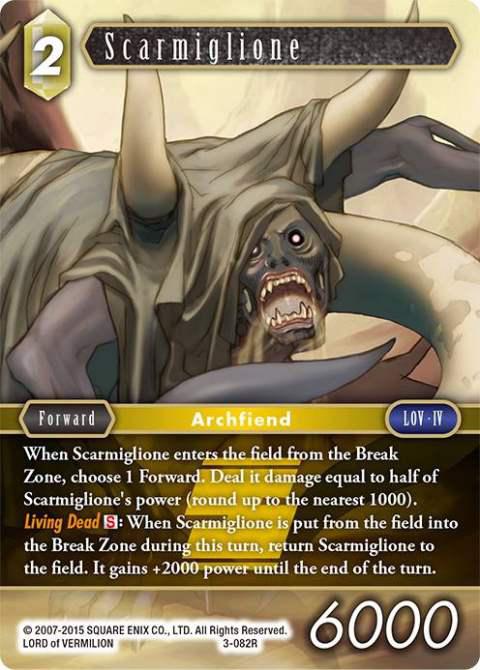 2
Scarmiglione
Forward
Archfiend
LOV-IV
When Scarmiglione enters the field from the Break
Zone, choose 1 Forward. Deal it damage equal to half of
Scarmiglione's power (round up to the nearest 1000).
Living Dead S: When Scarmiglione is put from the field into
the Break Zone during this turn, return Scarmiglione to
the field. It gains +2000 power until the end of the turn.
© 2007-2015 SQUARE ENIX CO., LTD. All Rights Reserved.
LORD of VERMILION
3-082R
6000